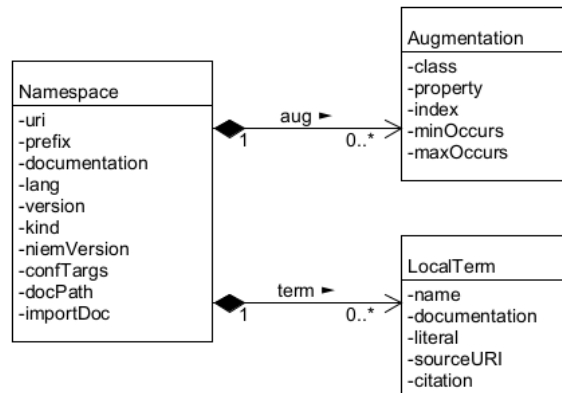 Namespace
-uri
-prefix
-documentation
-lang
-version
-kind
-niemVersion
-confTargs
-docPath
-importDoc
aug ►
1
0..*
Augmentation
-class
-property
-index
-minOccurs
-maxOccurs
term ►
1
0..*
LocalTerm
-name
-documentation
-literal
-sourceURI
-citation